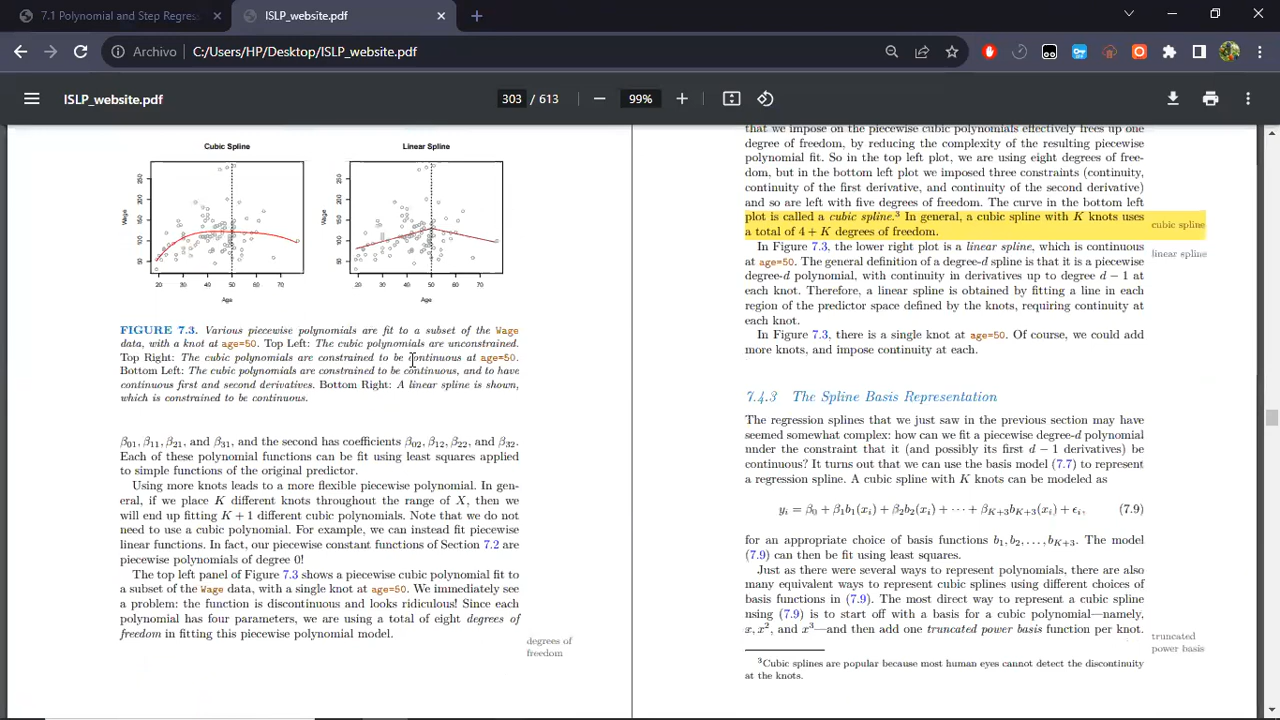 7.1 Polynomial and Step Regres
ISLP_website.pdf
Archivo
C:/Users/HP/Desktop/ISLP_website.pdf
ISLP_website.pdf
303 / 613
99%
Cubic Spline
Linear Spline
Wage
50 100 150 200 250
20 30 40 50 60 70
Age
Wage
50 100 150 200 250
20 30 40 50 60 70
Age
FIGURE 7.3. Various piecewise polynomials are fit to a subset of the Wage
data, with a knot at age=50. Top Left: The cubic polynomials are unconstrained.
Top Right: The cubic polynomials are constrained to be continuous at age=50.
Bottom Left: The cubic polynomials are constrained to be continuous, and to have
continuous first and second derivatives. Bottom Right: A linear spline is shown,
which is constrained to be continuous.
β01, β11, β21, and β31, and the second has coefficients β02, β12, β22, and β32.
Each of these polynomial functions can be fit using least squares applied
to simple functions of the original predictor.
Using more knots leads to a more flexible piecewise polynomial. In gen-
eral, if we place K different knots throughout the range of X, then we
will end up fitting K + 1 different cubic polynomials. Note that we do not
need to use a cubic polynomial. For example, we can instead fit piecewise
linear functions. In fact, our piecewise constant functions of Section 7.2 are
piecewise polynomials of degree 0!
The top left panel of Figure 7.3 shows a piecewise cubic polynomial fit to
a subset of the Wage data, with a single knot at age=50. We immediately see
a problem: the function is discontinuous and looks ridiculous! Since each
polynomial has four parameters, we are using a total of eight degrees of
freedom in fitting this piecewise polynomial model.
degrees of
freedom
that we impose on the piecewise cubic polynomials effectively frees up one
degree of freedom, by reducing the complexity of the resulting piecewise
polynomial fit. So in the top left plot, we are using eight degrees of free-
dom, but in the bottom left plot we imposed three constraints (continuity,
continuity of the first derivative, and continuity of the second derivative)
and so are left with five degrees of freedom. The curve in the bottom left
plot is called a cubic spline.3 In general, a cubic spline with K knots uses
a total of 4 + K degrees of freedom.
cubic spline
In Figure 7.3, the lower right plot is a linear spline, which is continuous
at age=50. The general definition of a degree-d spline is that it is a piecewise
degree-d polynomial, with continuity in derivatives up to degree d − 1 at
each knot. Therefore, a linear spline is obtained by fitting a line in each
region of the predictor space defined by the knots, requiring continuity at
each knot.
linear spline
In Figure 7.3, there is a single knot at age=50. Of course, we could add
more knots, and impose continuity at each.
7.4.3 The Spline Basis Representation
The regression splines that we just saw in the previous section may have
seemed somewhat complex: how can we fit a piecewise degree-d polynomial
under the constraint that it (and possibly its first d − 1 derivatives) be
continuous? It turns out that we can use the basis model (7.7) to represent
a regression spline. A cubic spline with K knots can be modeled as
yi = β0 + β1b1(xi) + β2b2(xi) + ··· + βK+3bK+3(xi) + ϵi, (7.9)
for an appropriate choice of basis functions b1, b2, . . . , bK+3. The model
(7.9) can then be fit using least squares.
Just as there were several ways to represent polynomials, there are also
many equivalent ways to represent cubic splines using different choices of
basis functions in (7.9). The most direct way to represent a cubic spline
using (7.9) is to start off with a basis for a cubic polynomial—namely,
x, x2, and x3—and then add one truncated power basis function per knot.
truncated
power basis
3Cubic splines are popular because most human eyes cannot detect the discontinuity
at the knots.